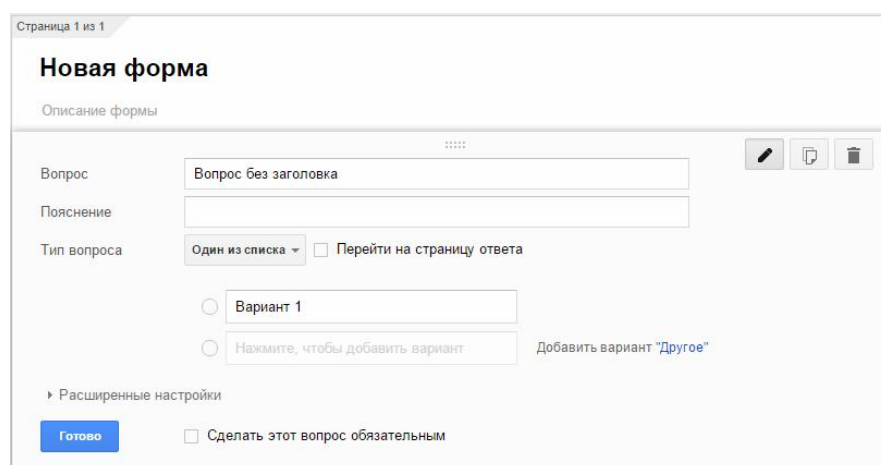 Страница 1 из 1
Новая форма
Описание формы
Вопрос Вопрос без заголовка
Пояснение
Тип вопроса Один из списка Перейти на страницу ответа
Вариант 1
Нажмите, чтобы добавить вариант Добавить вариант "Другое"
Расширенные настройки
Готово Сделать этот вопрос обязательным